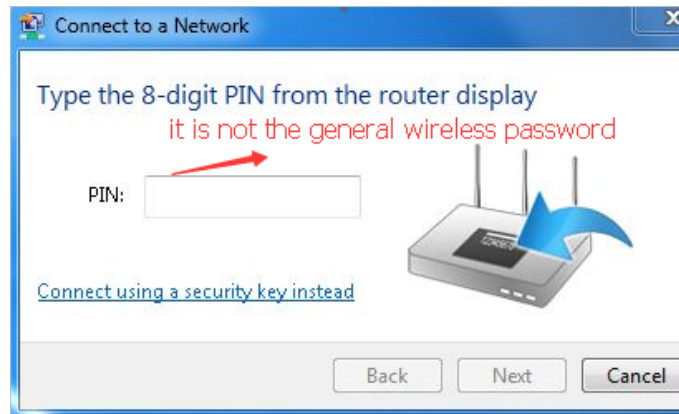 Connect to a Network
X
Type the 8-digit PIN from the router display
it is not the general wireless password
PIN:
12345670
Connect using a security key instead
Back Next Cancel